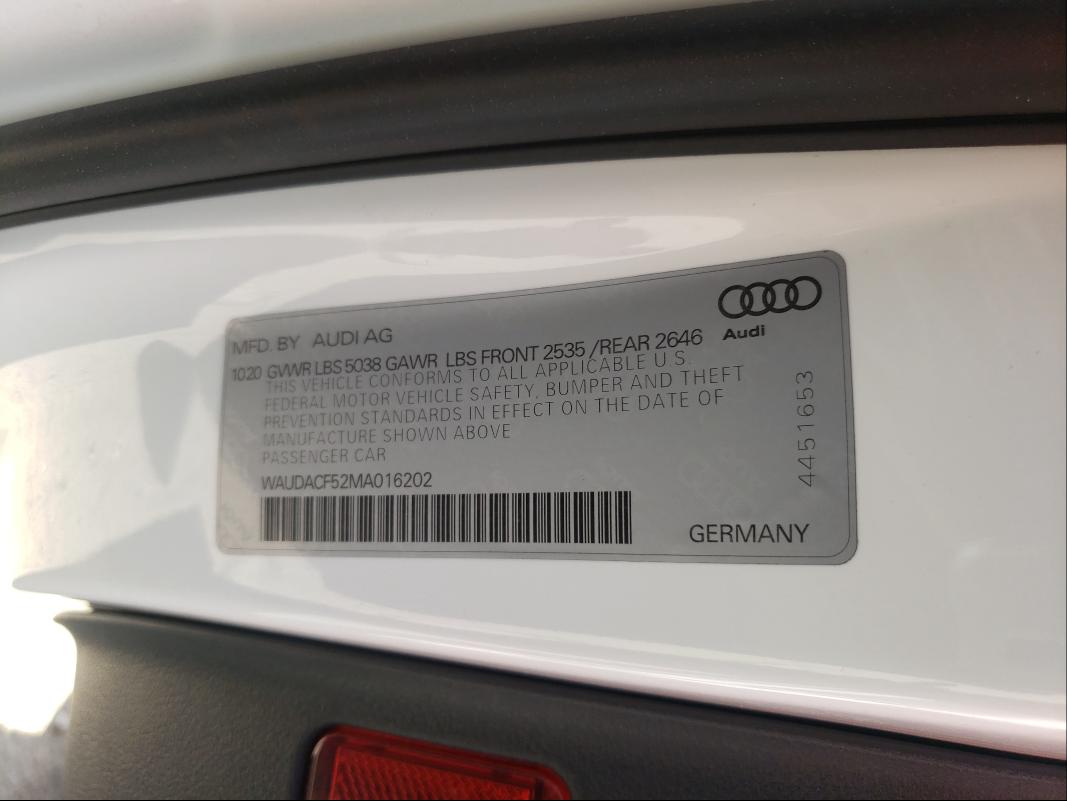 MFD. BY AUDI AG
Audi
10 20 GVWR LBS 5038 GAWR LBS FRONT 2535 /REAR 2646
THIS VEHICLE CONFORMS TO ALL APPLICABLE U.S.
FEDERAL MOTOR VEHICLE SAFETY, BUMPER AND THEFT
PREVENTION STANDARDS IN EFFECT ON THE DATE OF
MANUFACTURE SHOWN ABOVE
PASSENGER CAR
WAUDACF52MA016202
GERMANY
4451653